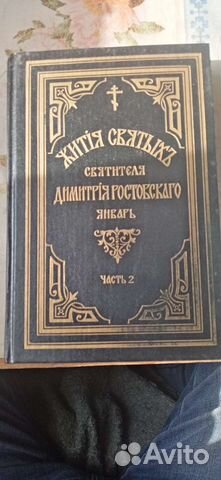 ЖИТІЯ СВЯТЫХЪ
СВЯТИТЕЛЯ
ДИМИТРІЯ РОСТОВСКАГО
ЯНВАРЬ
ЧАСТЬ 2
Avito